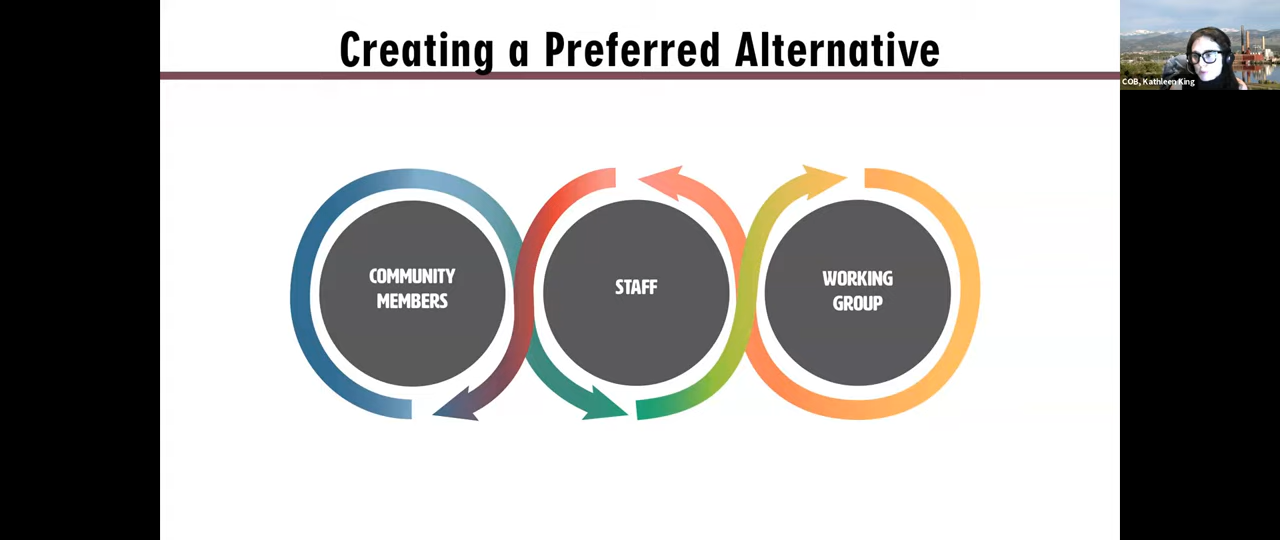 Creating a Preferred Alternative
COB, Kathleen King
COMMUNITY
MEMBERS
STAFF
WORKING
GROUP